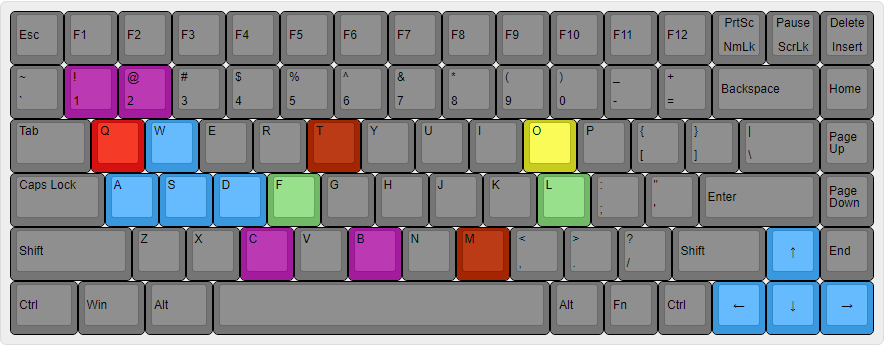 Esc F1 F2 F3 F4 F5 F6 F7 F8 F9 F10 F11 F12 PrtSc Pause Delete
NmLk ScrLk Insert
~ ! @ # $ % ^ & * ( ) _ +
` 1 2 3 4 5 6 7 8 9 0 - = Backspace Home
Tab Q W E R T Y U I O P { } | Page
[ ] \ Up
Caps Lock A S D F G H J K L : " Enter Page
; ' Down
Shift Z X C V B N M < > ? Shift ↑ End
, . /
Ctrl Win Alt Alt Fn Ctrl ← ↓ →